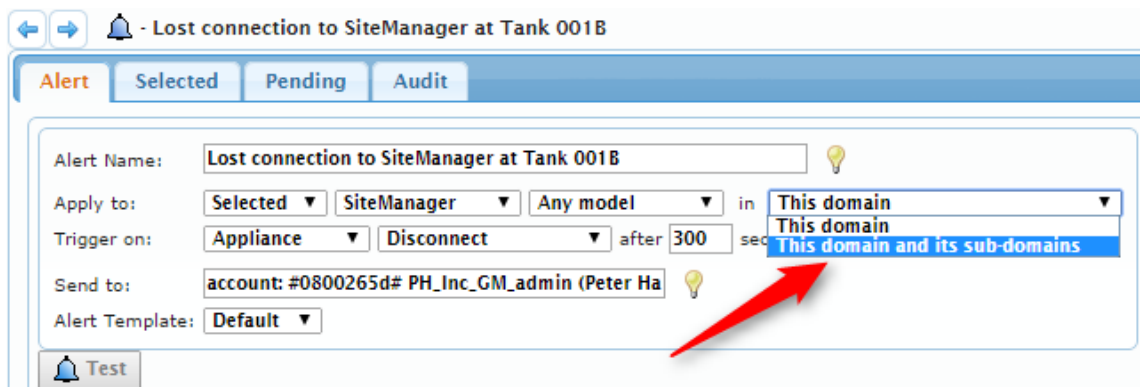 - Lost connection to SiteManager at Tank 001B
Alert Selected Pending Audit
Alert Name: Lost connection to SiteManager at Tank 001B
Apply to: Selected SiteManager Any model in This domain
This domain
Trigger on: Appliance Disconnect after 300 sec
This domain and its sub-domains
Send to: account: #0800265d# PH_Inc_GM_admin (Peter Ha
Alert Template: Default
Test